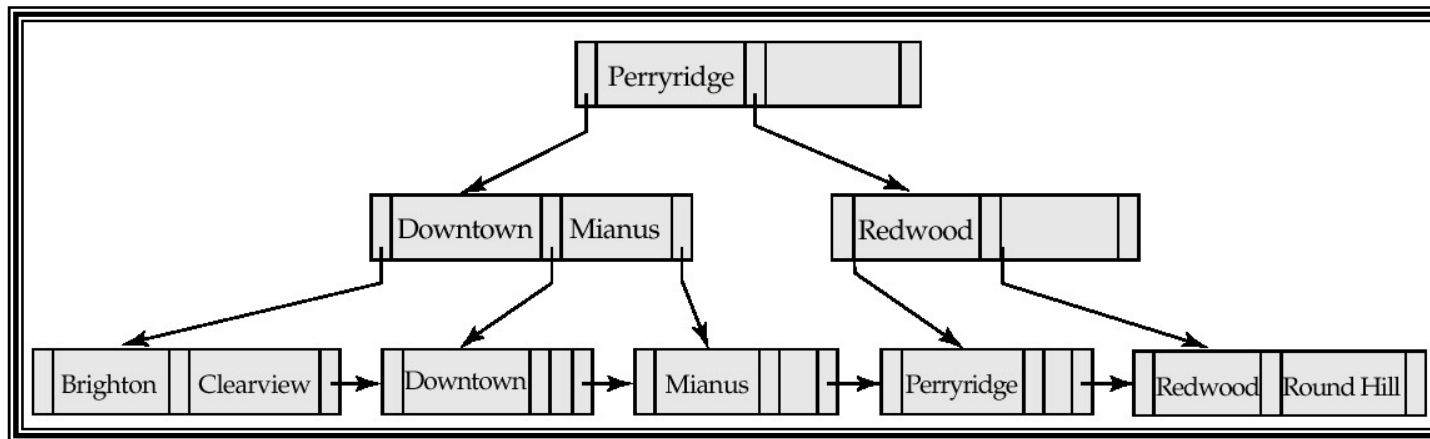 Perryridge
Downtown Mianus Redwood
Brighton Clearview Downtown Mianus Perryridge Redwood Round Hill